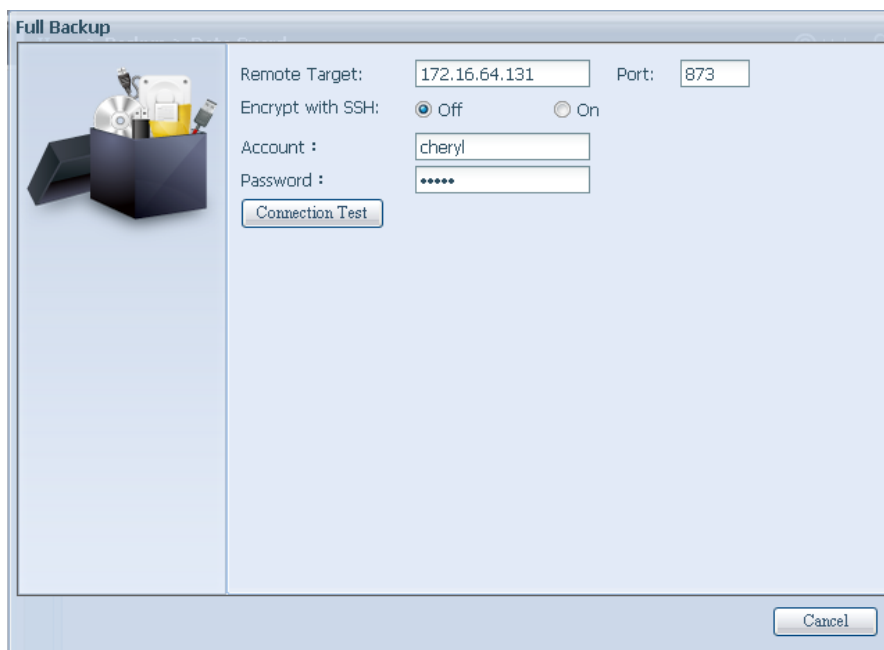 Full Backup
Remote Target: 172.16.64.131 Port: 873
Encrypt with SSH: Off On
Account : cheryl
Password : •••••
Connection Test
Cancel